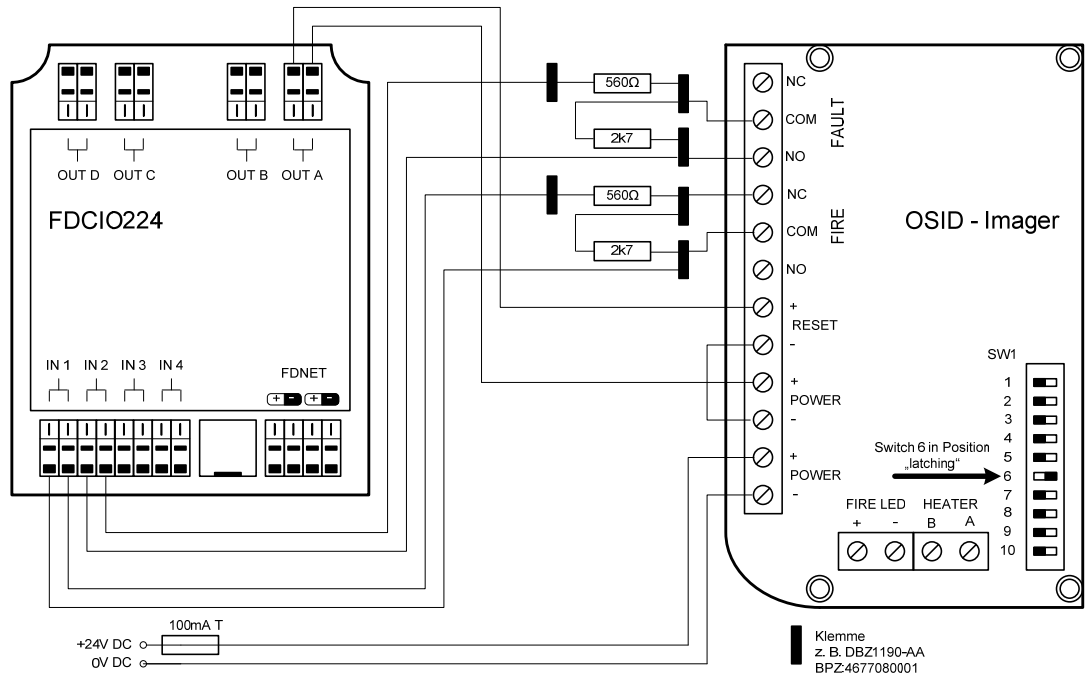 OUT D OUT C OUT B OUT A
FDCIO224
IN 1 IN 2 IN 3 IN 4
FDNET
+ - + -
560Ω
2k7
560Ω
2k7
NC
COM
NO
FAULT
NC
COM
NO
FIRE
+
RESET
-
+
POWER
-
+
POWER
-
OSID - Imager
SW1
1
2
3
4
5
6
7
8
9
10
Switch 6 in Position
„latching“
FIRE LED HEATER
+ - B A
100mA T
+24V DC
0V DC
Klemme
z. B. DBZ1190-AA
BPZ:4677080001